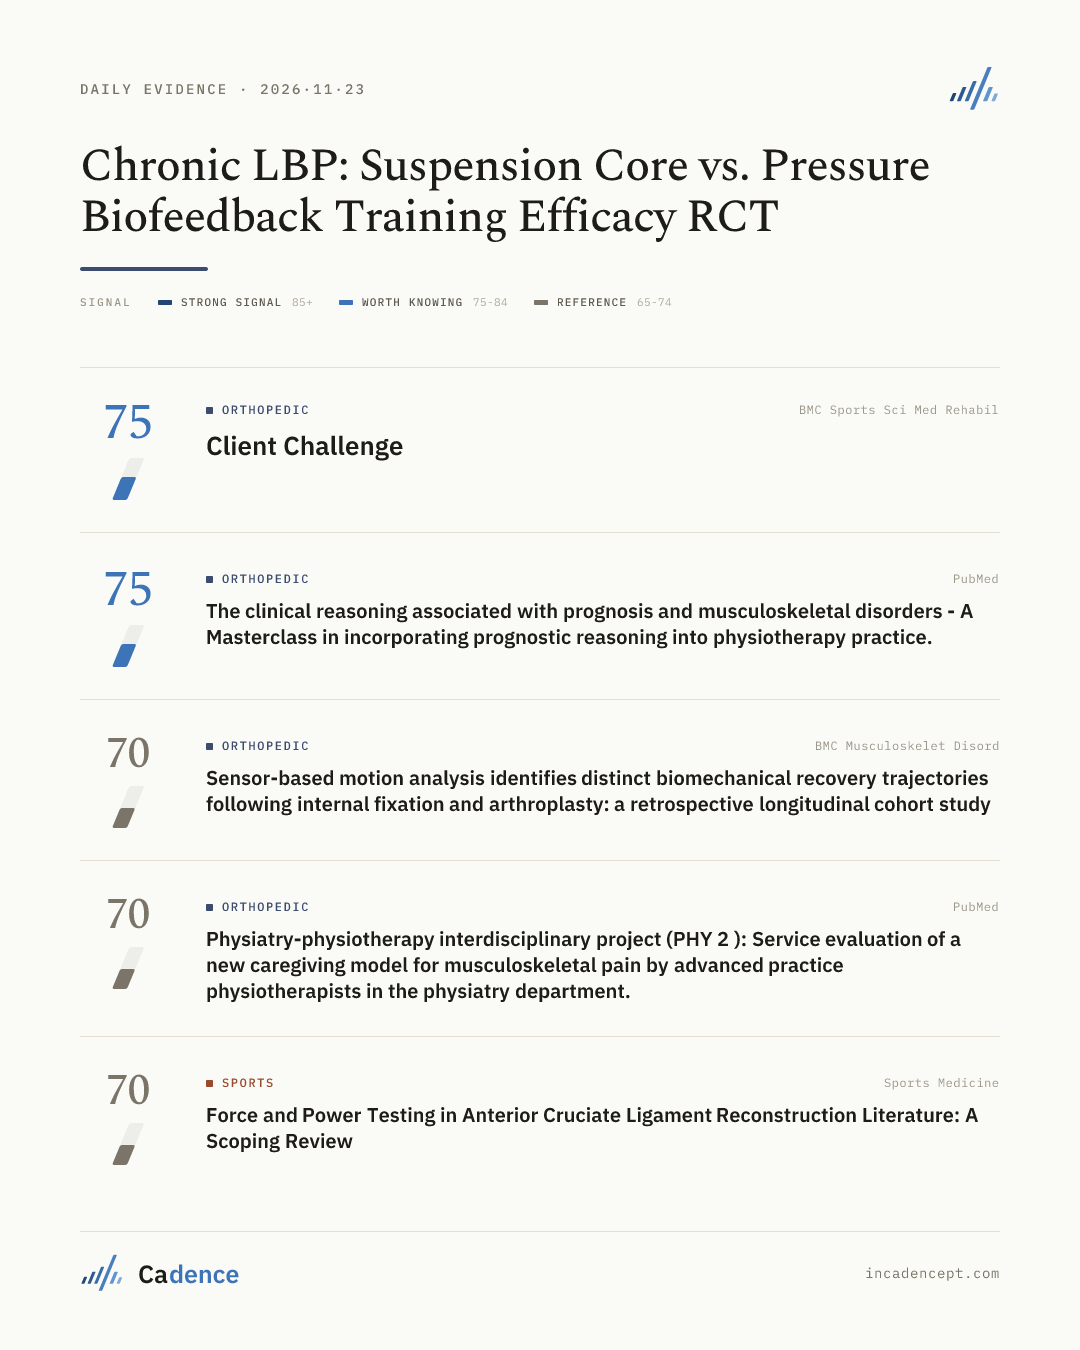 DAILY EVIDENCE · 2026·11·23
Chronic LBP: Suspension Core vs. Pressure
Biofeedback Training Efficacy RCT
SIGNAL STRONG SIGNAL 85+ WORTH KNOWING 75-84 REFERENCE 65-74
75 ORTHOPEDIC BMC Sports Sci Med Rehabil
Client Challenge
75 ORTHOPEDIC PubMed
The clinical reasoning associated with prognosis and musculoskeletal disorders - A
Masterclass in incorporating prognostic reasoning into physiotherapy practice.
70 ORTHOPEDIC BMC Musculoskelet Disord
Sensor-based motion analysis identifies distinct biomechanical recovery trajectories
following internal fixation and arthroplasty: a retrospective longitudinal cohort study
70 ORTHOPEDIC PubMed
Physiatry-physiotherapy interdisciplinary project (PHY 2 ): Service evaluation of a
new caregiving model for musculoskeletal pain by advanced practice
physiotherapists in the physiatry department.
70 SPORTS Sports Medicine
Force and Power Testing in Anterior Cruciate Ligament Reconstruction Literature: A
Scoping Review
Cadence incadencept.com